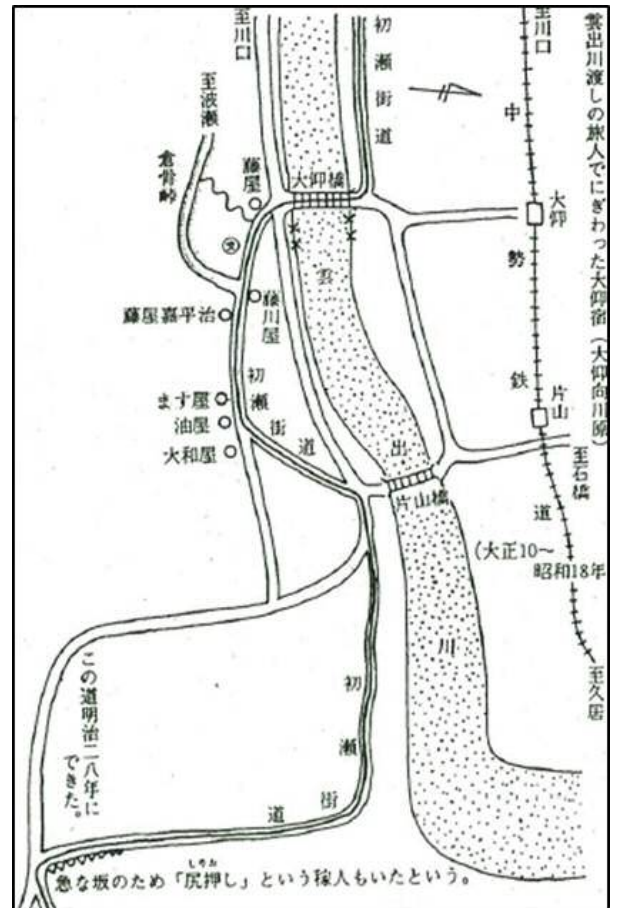 雲出川渡しの旅人でにぎわった大仰宿(大仰向川原)
至川口
中勢鉄道
大仰
片山
至石橋
(大正10〜
昭和18年
至久居
初瀬街道
至川口
至波瀬
倉骨峠
藤屋
大仰橋
文
藤川屋
藤屋嘉平治
雲出川
初瀬街道
ます屋
油屋
大和屋
片山橋
初瀬街道
この道明治二八年に
できた。
しりお
急な坂のため「尻押し」という稼人もいたという。